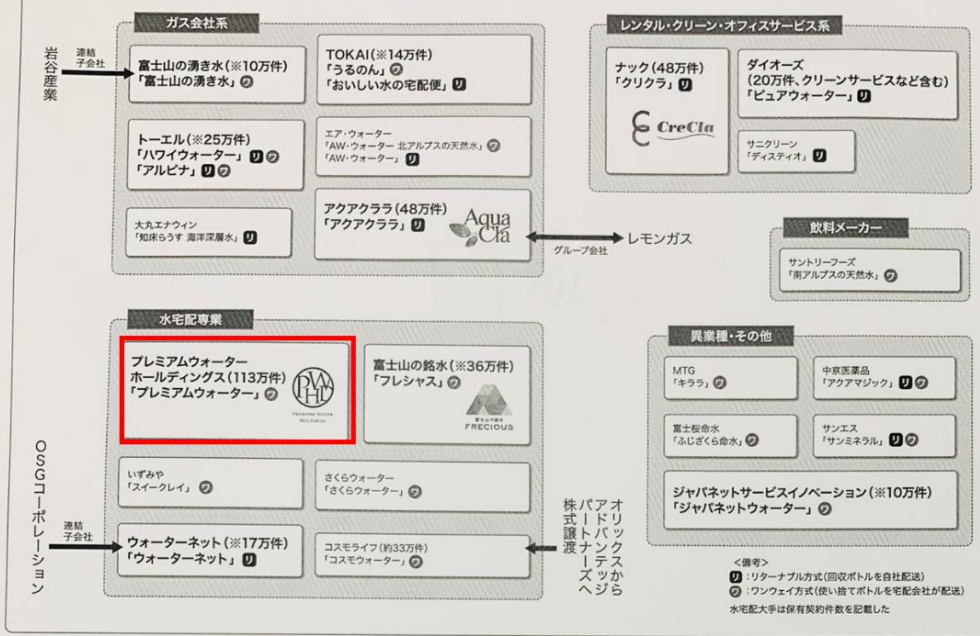 ガス会社系
岩谷産業
連結
子会社
富士山の湧き水(※10万件)
「富士山の湧き水」ワ
TOKAI(※14万件)
「うるのん」ワ
「おいしい水の宅配便」リ
トーエル(※25万件)
「ハワイウォーター」リワ
「アルピナ」リワ
エア・ウォーター
「AW・ウォーター 北アルプスの天然水」ワ
「AW・ウォーター」リ
大丸エナウィン
「知床らうす 海洋深層水」リ
アクアクララ(48万件)
「アクアクララ」リ
Aqua
Cla
グループ会社
レモンガス
レンタル・クリーン・オフィスサービス系
ナック(48万件)
「クリクラ」リ
CreCla
ダイオーズ
(20万件、クリーンサービスなど含む)
「ピュアウォーター」リ
サニクリーン
「ディスティオ」リ
飲料メーカー
サントリーフーズ
「南アルプスの天然水」ワ
水宅配専業
プレミアムウォーター
ホールディングス(113万件)
「プレミアムウォーター」ワ
PWHD
PREMIUM WATER
HOLDINGS
富士山の銘水(※36万件)
「フレシャス」ワ
富士山の銘水
FRECIOUS
いずみや
「スイークレイ」ワ
さくらウォーター
「さくらウォーター」ワ
OSGコーポレーション
連結
子会社
ウォーターネット(※17万件)
「ウォーターネット」リ
コスモライフ(約33万件)
「コスモウォーター」ワ
オリックスから
アドバンテッジ
パートナーズへ
株式譲渡
異業種・その他
MTG
「キララ」ワ
中京医薬品
「アクアマジック」リワ
富士桜命水
「ふじざくら命水」ワ
サンエス
「サンミネラル」リワ
ジャパネットサービスイノベーション(※10万件)
「ジャパネットウォーター」ワ
<備考>
リ:リターナブル方式(回収ボトルを自社配送)
ワ:ワンウェイ方式(使い捨てボトルを宅配会社が配送)
水宅配大手は保有契約件数を記載した